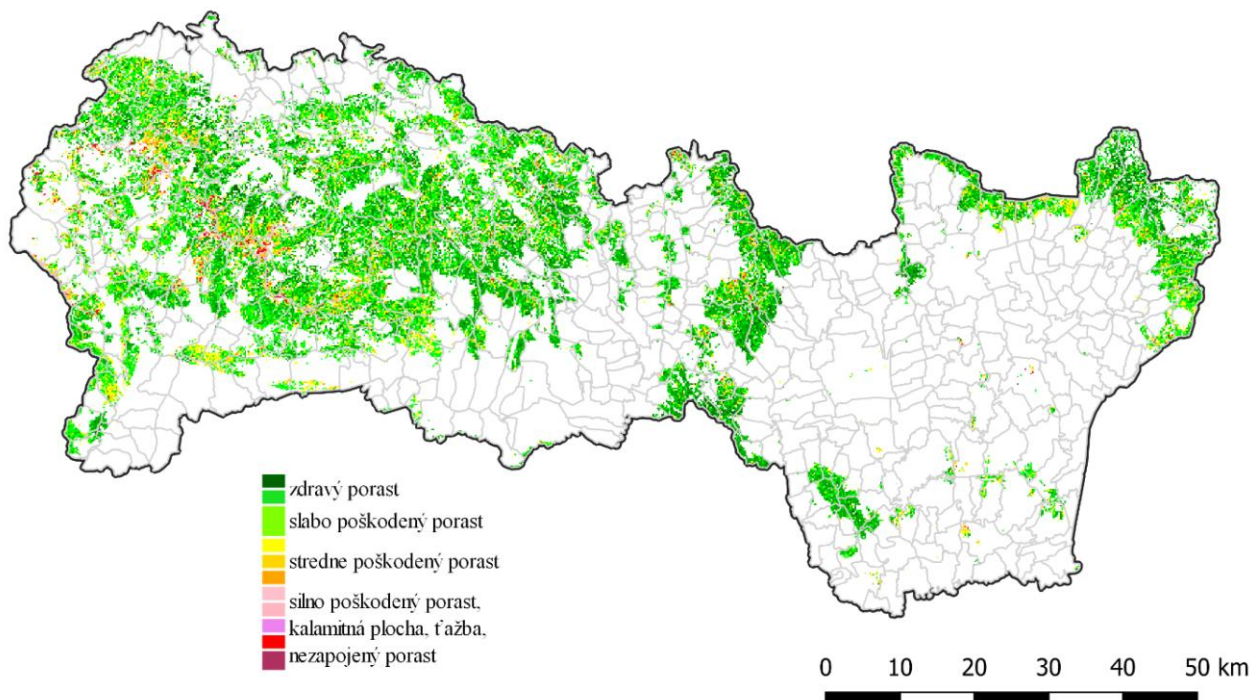 zdravý porast
slabo poškodený porast
stredne poškodený porast
silno poškodený porast,
kalamitná plocha, ťažba,
nezapojený porast
0 10 20 30 40 50 km